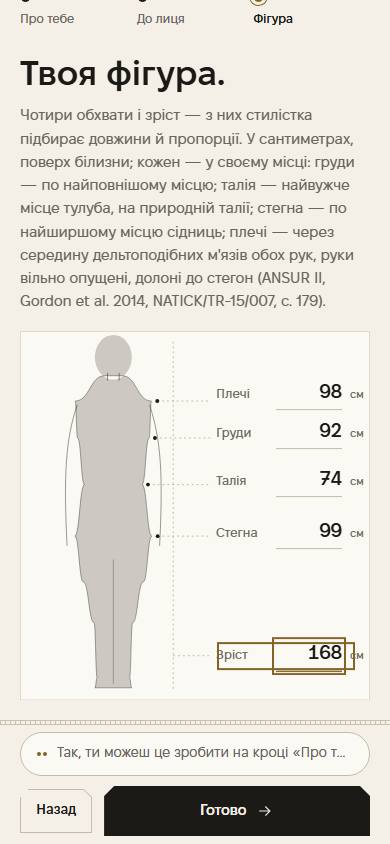 Про тебе
До лиця
Фігура
Твоя фігура.
Чотири обхвати і зріст — з них стилістка
підбирає довжини й пропорції. У сантиметрах,
поверх білизни; кожен — у своєму місці: груди
— по найповнішому місцю; талія — найвужче
місце тулуба, на природній талії; стегна — по
найширшому місцю сідниць; плечі — через
середину дельтоподібних м'язів обох рук, руки
вільно опущені, долоні до стегон (ANSUR II,
Gordon et al. 2014, NATICK/TR-15/007, с. 179).
Плечі 98 см
Груди 92 см
Талія 74 см
Стегна 99 см
Зріст 168 см
Так, ти можеш це зробити на кроці «Про т...
Назад
Готово →